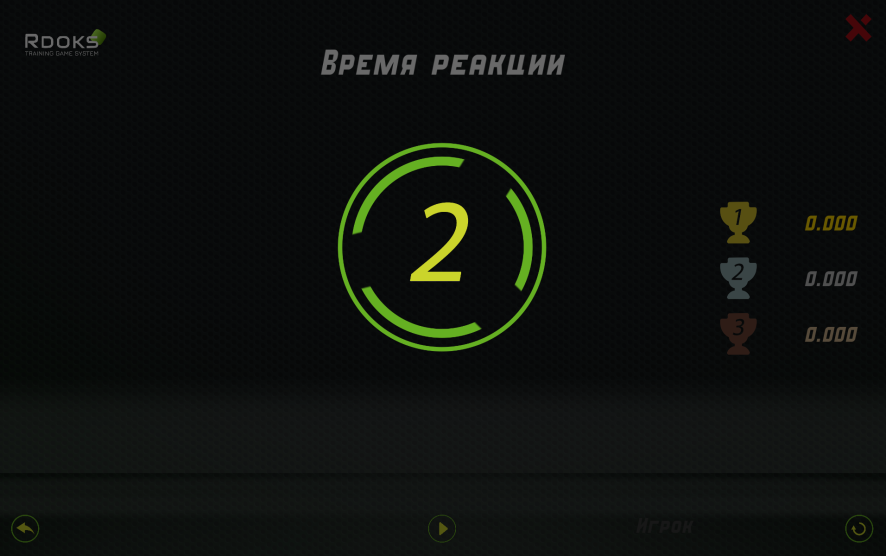 RDOKS
TRAINING GAME SYSTEM
ВРЕМЯ РЕАКЦИИ
2
1 0.000
2 0.000
3 0.000
Игрок